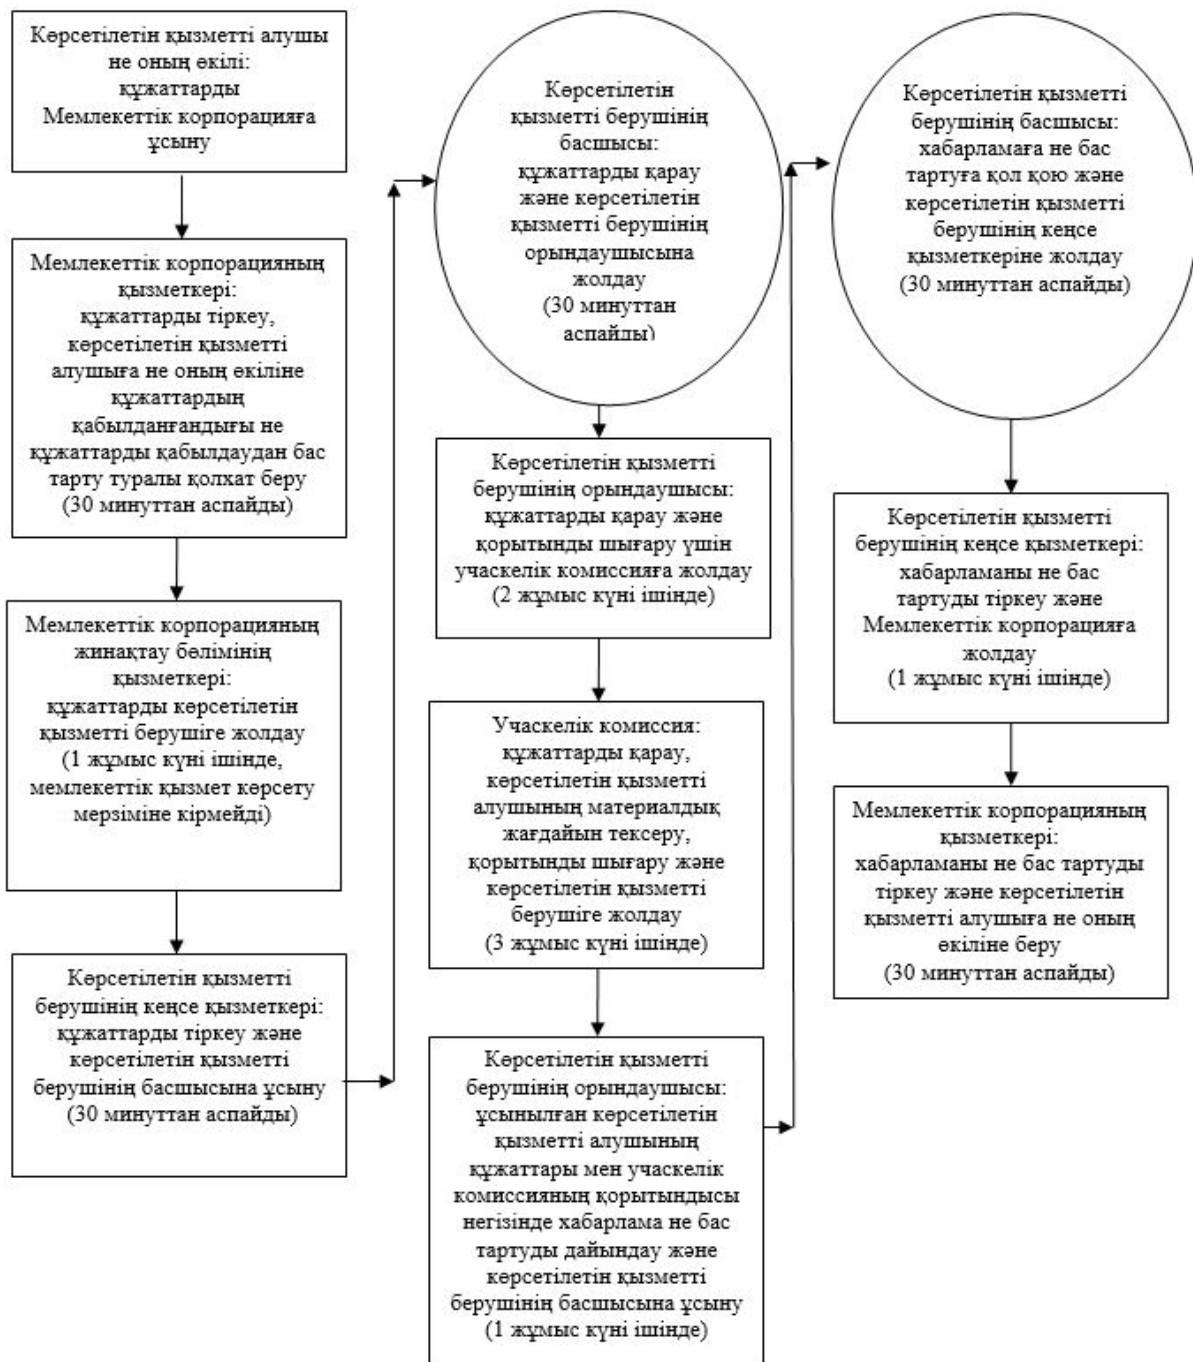 Көрсетілетін қызметті алушы
не оның өкілі:
құжаттарды
Мемлекеттік корпорацияға
ұсыну
Мемлекеттік корпорацияның
қызметкері:
құжаттарды тіркеу,
көрсетілетін қызметті
алушыға не оның өкіліне
құжаттардың
қабылданғандығы не
құжаттарды қабылдаудан бас
тарту туралы қолхат беру
(30 минуттан аспайды)
Мемлекеттік корпорацияның
жинақтау бөлімінің
қызметкері:
құжаттарды көрсетілетін
қызметті берушіге жолдау
(1 жұмыс күні ішінде,
мемлекеттік қызмет көрсету
мерзіміне кірмейді)
Көрсетілетін қызметті
берушінің кеңсе қызметкері:
құжаттарды тіркеу және
көрсетілетін қызметті
берушінің басшысына ұсыну
(30 минуттан аспайды)
Көрсетілетін
қызметті берушінің
басшысы:
құжаттарды қарау
және көрсетілетін
қызметті берушінің
орындаушысына
жолдау
(30 минуттан
аспайды)
Көрсетілетін қызметті
берушінің орындаушысы:
құжаттарды қарау және
қорытынды шығару үшін
учаскелік комиссияға жолдау
(2 жұмыс күні ішінде)
Учаскелік комиссия:
құжаттарды қарау,
көрсетілетін қызметті
алушының материалдық
жағдайын тексеру,
қорытынды шығару және
көрсетілетін қызметті
берушіге жолдау
(3 жұмыс күні ішінде)
Көрсетілетін қызметті
берушінің орындаушысы:
ұсынылған көрсетілетін
қызметті алушының
құжаттары мен учаскелік
комиссияның қорытындысы
негізінде хабарлама не бас
тартуды дайындау және
көрсетілетін қызметті
берушінің басшысына ұсыну
(1 жұмыс күні ішінде)
Көрсетілетін қызметті
берушінің басшысы:
хабарламаға не бас
тартуға қол қою және
көрсетілетін қызметті
берушінің кеңсе
қызметкеріне жолдау
(30 минуттан аспайды)
Көрсетілетін қызметті
берушінің кеңсе қызметкері:
хабарламаны не бас
тартуды тіркеу және
Мемлекеттік корпорацияға
жолдау
(1 жұмыс күні ішінде)
Мемлекеттік корпорацияның
қызметкері:
хабарламаны не бас тартуды
тіркеу және көрсетілетін
қызметті алушыға не оның
өкіліне беру
(30 минуттан аспайды)